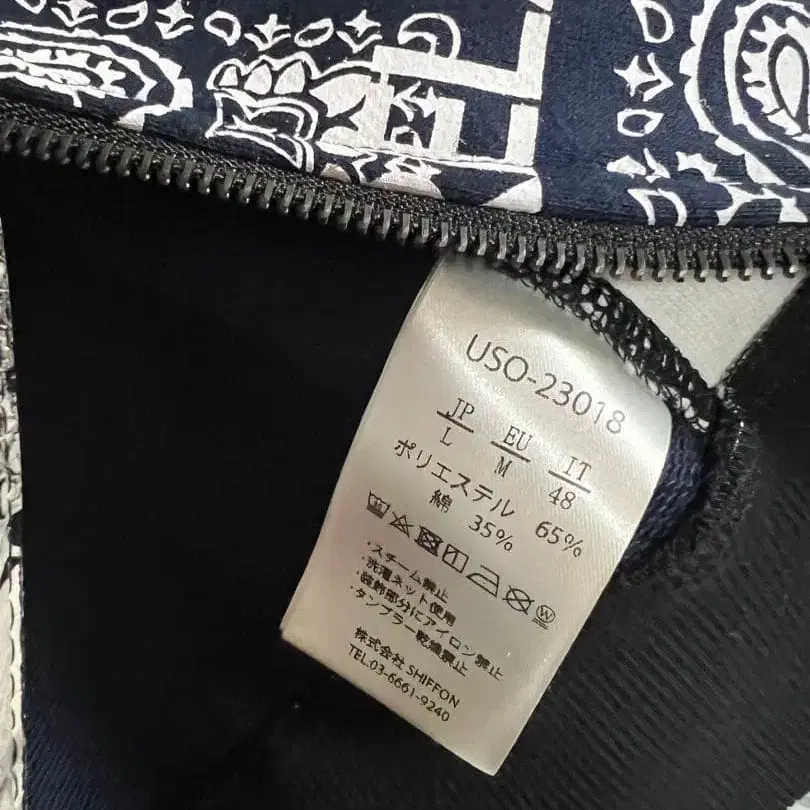 USO-23018
JP EU IT
L M 48
ポリエステル 65%
綿 35%
・スチーム禁止
・洗濯ネット使用
・装飾部分にアイロン禁止
・タンブラー乾燥禁止
株式会社 SHIFFON
TEL.03-6661-9240